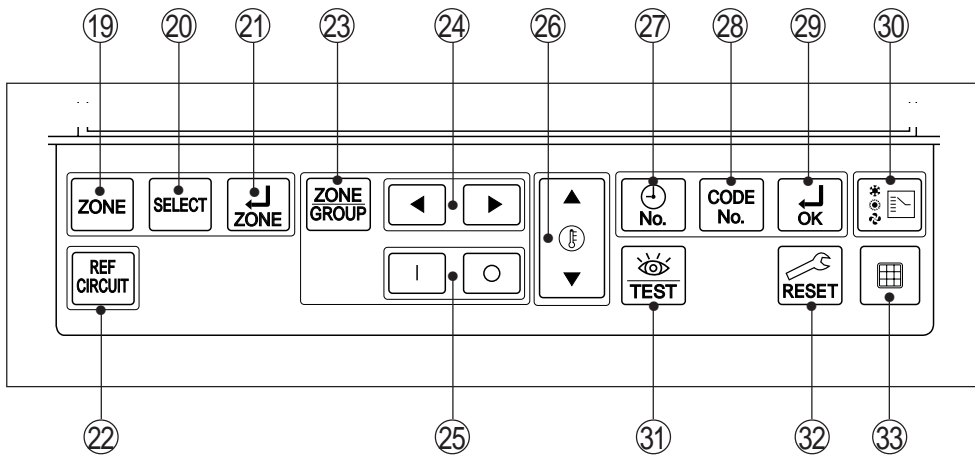 ⑲ ⑳ ㉑ ㉓ ㉔ ㉖ ㉗ ㉘ ㉙ ㉚
ZONE
SELECT
ZONE
ZONE
GROUP
No.
CODE
No.
OK
REF
CIRCUIT
TEST
RESET
㉒ ㉕ ㉛ ㉜ ㉝